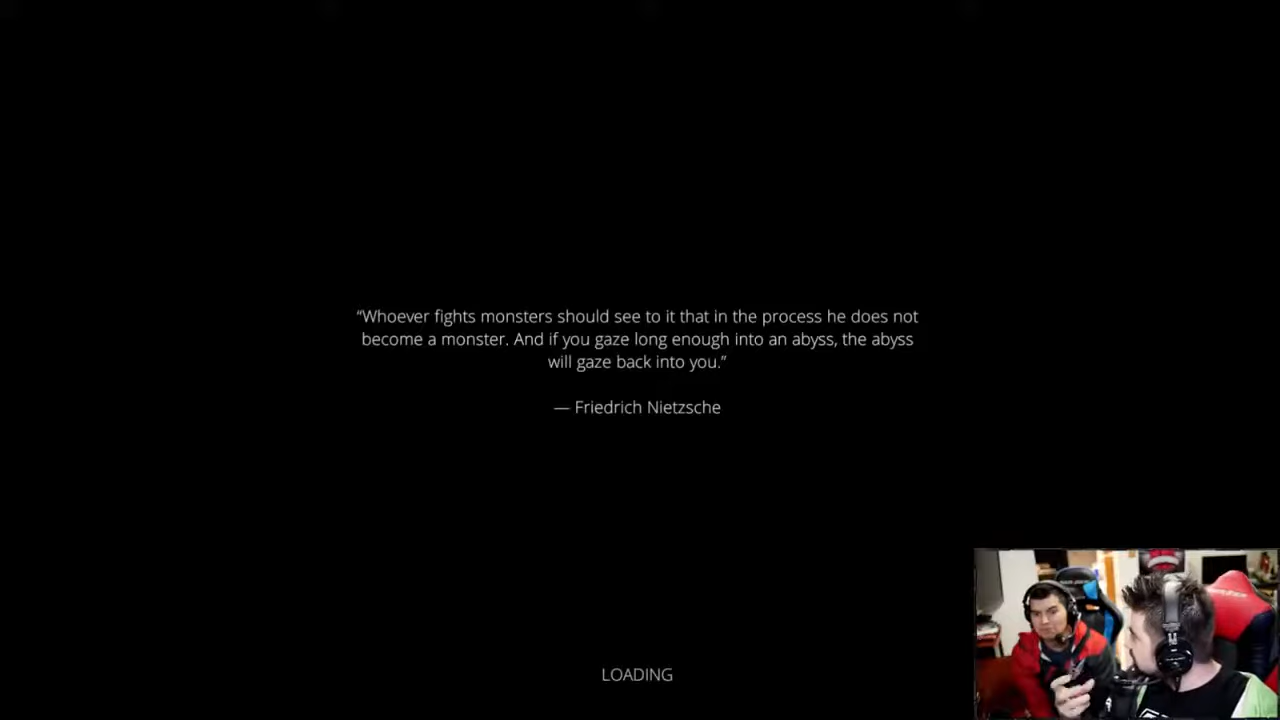 “Whoever fights monsters should see to it that in the process he does not
become a monster. And if you gaze long enough into an abyss, the abyss
will gaze back into you.”
— Friedrich Nietzsche
LOADING